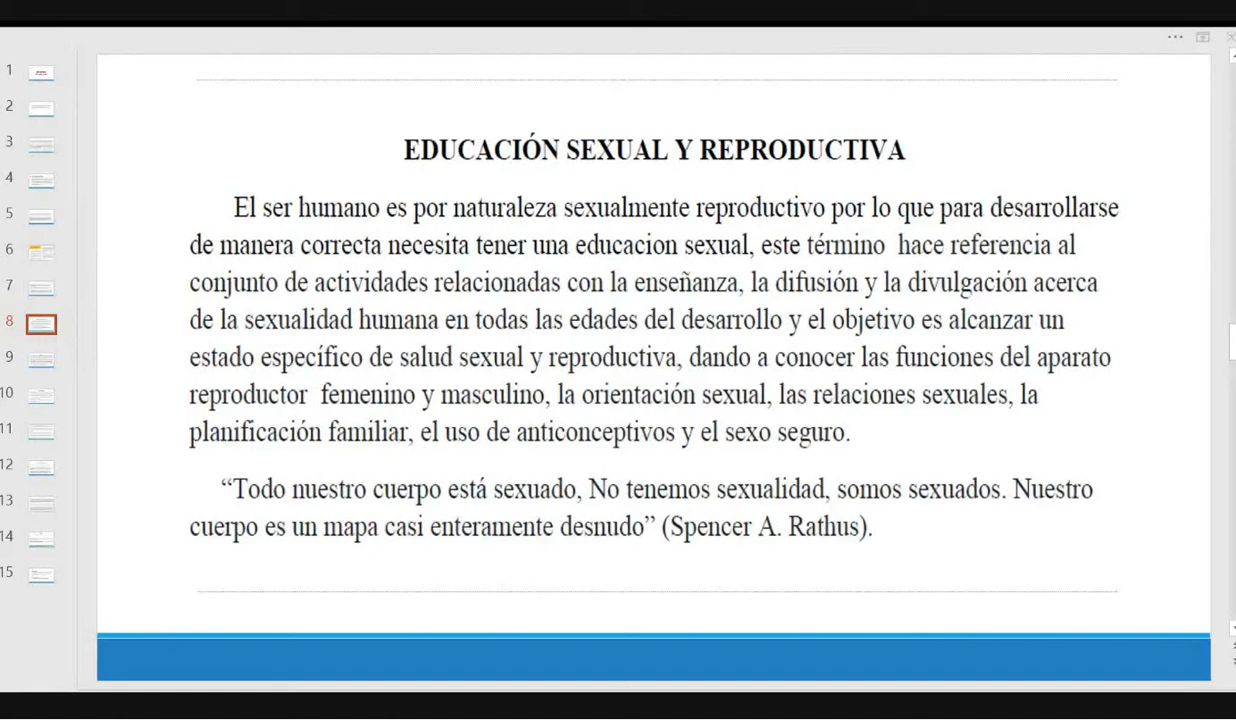 1
2
3
4
5
6
7
8
9
10
11
12
13
14
15
EDUCACIÓN SEXUAL Y REPRODUCTIVA
El ser humano es por naturaleza sexualmente reproductivo por lo que para desarrollarse
de manera correcta necesita tener una educacion sexual, este término hace referencia al
conjunto de actividades relacionadas con la enseñanza, la difusión y la divulgación acerca
de la sexualidad humana en todas las edades del desarrollo y el objetivo es alcanzar un
estado específico de salud sexual y reproductiva, dando a conocer las funciones del aparato
reproductor femenino y masculino, la orientación sexual, las relaciones sexuales, la
planificación familiar, el uso de anticonceptivos y el sexo seguro.
“Todo nuestro cuerpo está sexuado, No tenemos sexualidad, somos sexuados. Nuestro
cuerpo es un mapa casi enteramente desnudo” (Spencer A. Rathus).